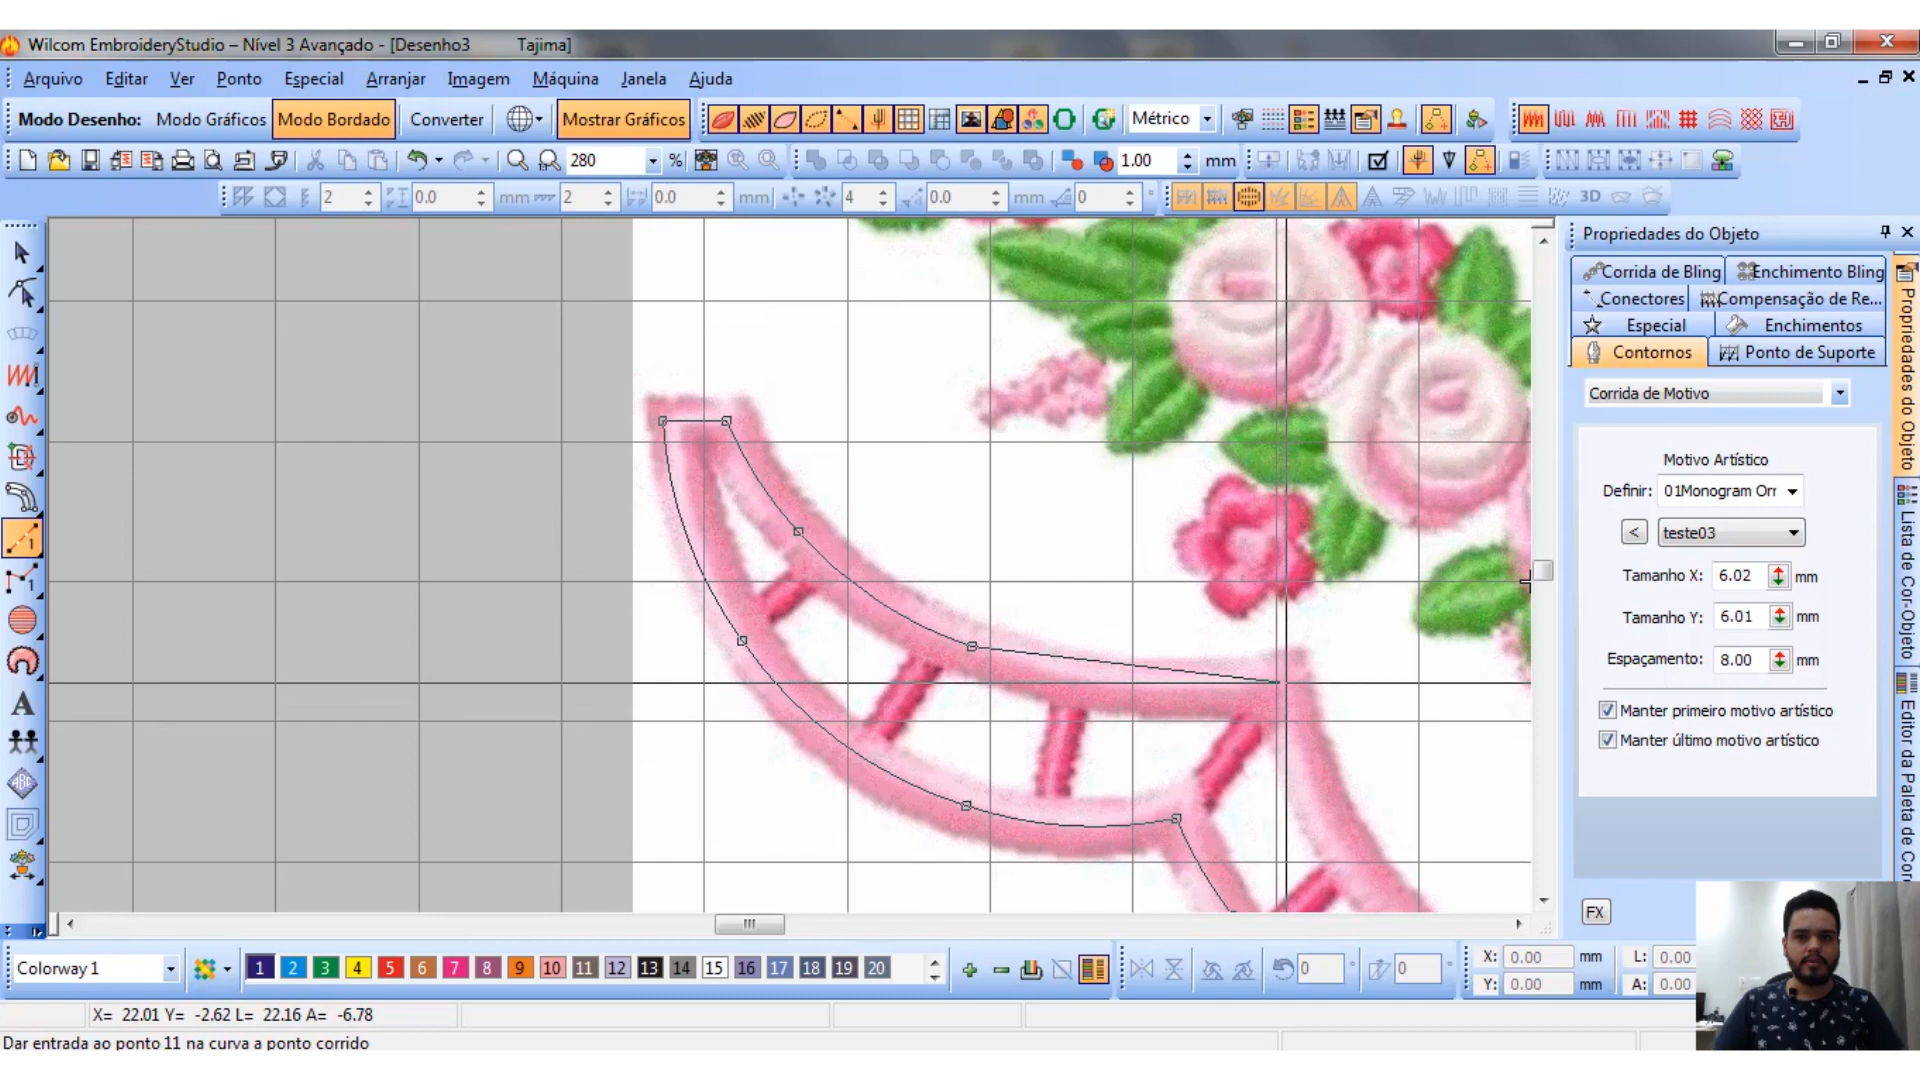 Wilcom EmbroideryStudio – Nível 3 Avançado - [Desenho3 Tajima]
Arquivo Editar Ver Ponto Especial Arranjar Imagem Máquina Janela Ajuda
Modo Desenho: Modo Gráficos Modo Bordado Converter Mostrar Gráficos Métrico
280 % 1.00 mm
2 0.0 mm 2 0.0 mm 4 0.0 mm 0 ° 3D
Propriedades do Objeto
Corrida de Bling Enchimento Bling
Conectores Compensação de Re...
Especial Enchimentos
Contornos Ponto de Suporte
Corrida de Motivo
Motivo Artístico
Definir: 01Monogram Orr
< teste03
Tamanho X: 6.02 mm
Tamanho Y: 6.01 mm
Espaçamento: 8.00 mm
Manter primeiro motivo artístico
Manter último motivo artístico
FX
Propriedades do Objeto
Lista de Cor-Objeto
Editor da Paleta de Core
1
1
A
ABC
Colorway 1 1 2 3 4 5 6 7 8 9 10 11 12 13 14 15 16 17 18 19 20 0 ° 0 °
X: 0.00 mm L: 0.00
Y: 0.00 mm A: 0.00
X= 22.01 Y= -2.62 L= 22.16 A= -6.78
Dar entrada ao ponto 11 na curva a ponto corrido